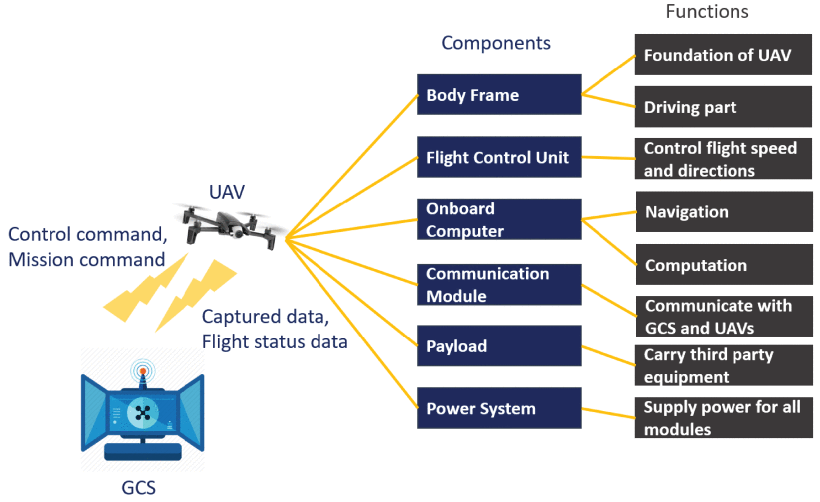 Functions
Components
Foundation of UAV
Body Frame
Driving part
Flight Control Unit
Control flight speed
and directions
UAV
Onboard
Computer
Navigation
Control command,
Mission command
Computation
Communication
Module
Communicate with
GCS and UAVs
Captured data,
Flight status data
Payload
Carry third party
equipment
Power System
Supply power for all
modules
GCS